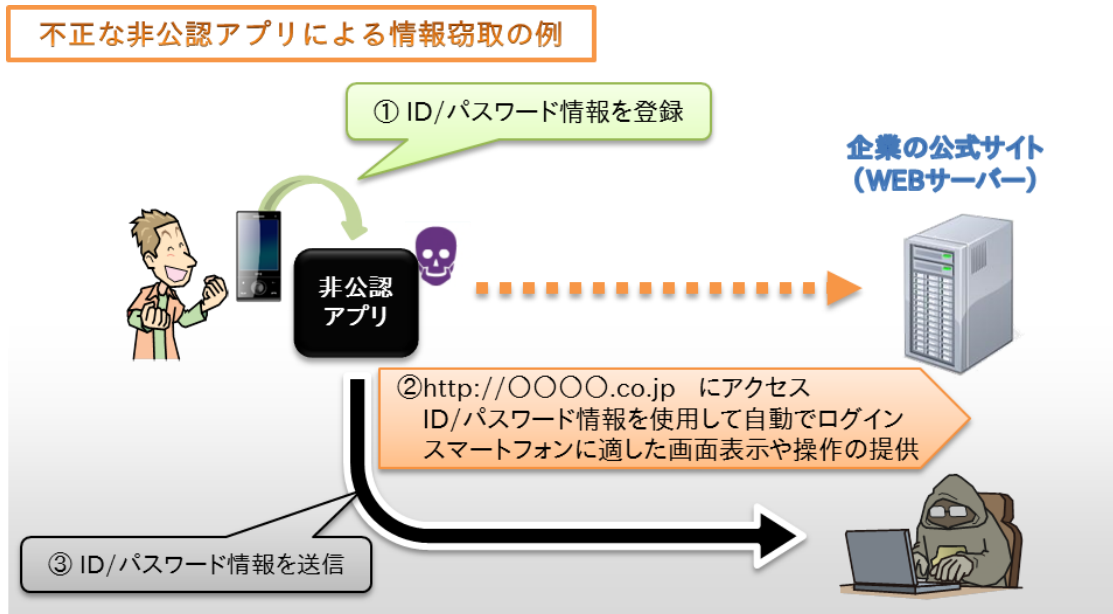 不正な非公認アプリによる情報窃取の例
① ID/パスワード情報を登録
企業の公式サイト
(WEBサーバー)
非公認
アプリ
②http://〇〇〇〇.co.jp にアクセス
ID/パスワード情報を使用して自動でログイン
スマートフォンに適した画面表示や操作の提供
③ ID/パスワード情報を送信